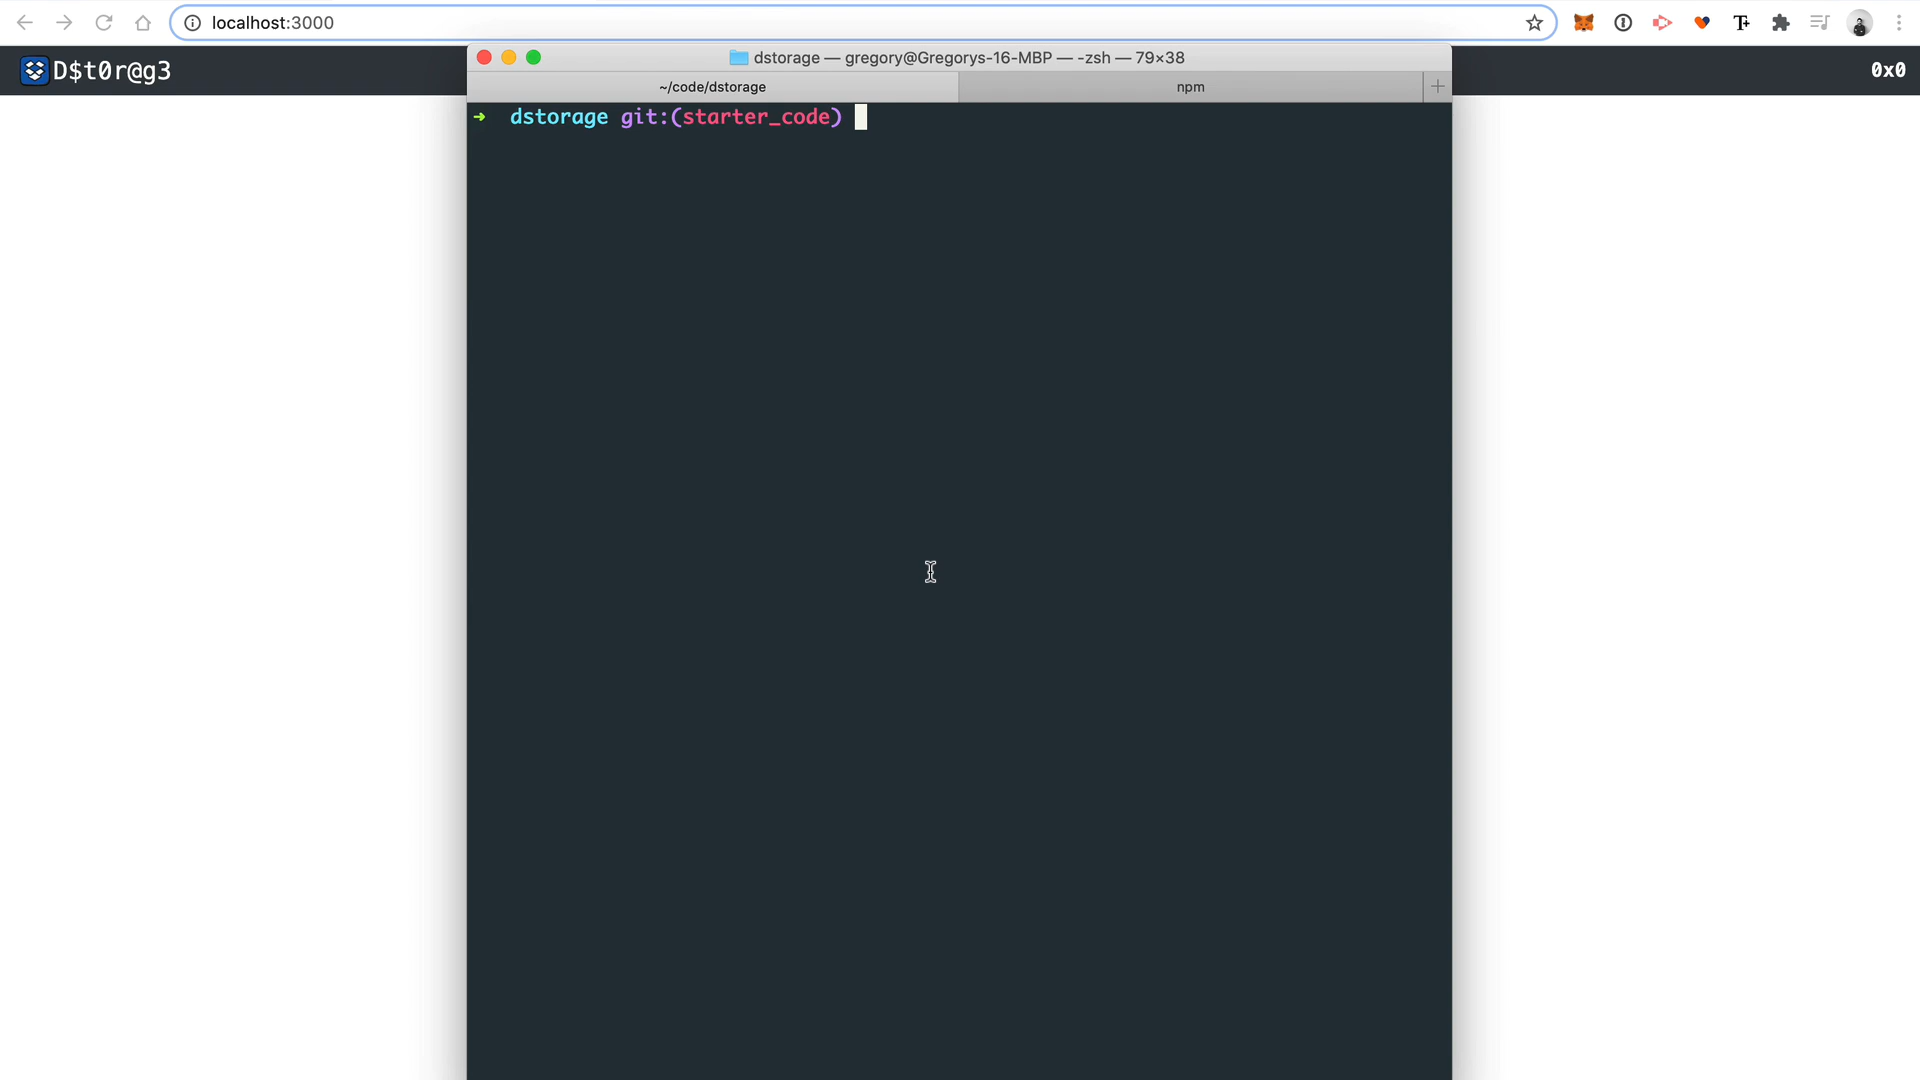 localhost:3000
D$t0r@g3
0x0
dstorage — gregory@Gregorys-16-MBP — -zsh — 79×38
~/code/dstorage
npm
➜ dstorage git:(starter_code)